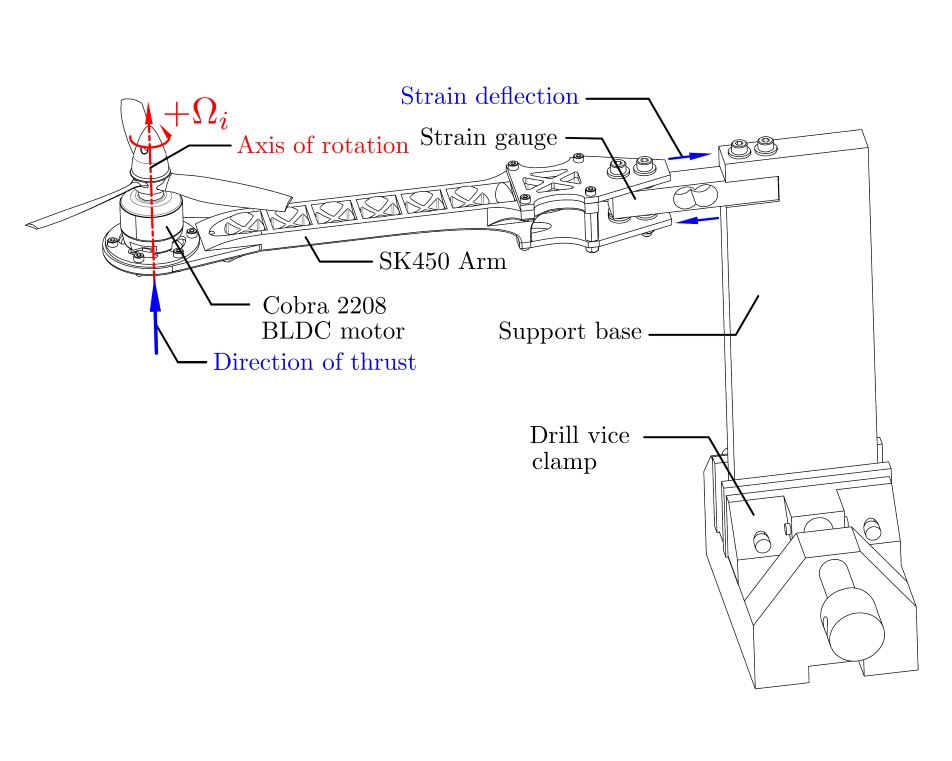 Strain deflection
+Ωi
Strain gauge
Axis of rotation
SK450 Arm
Cobra 2208
BLDC motor
Support base
Direction of thrust
Drill vice
clamp